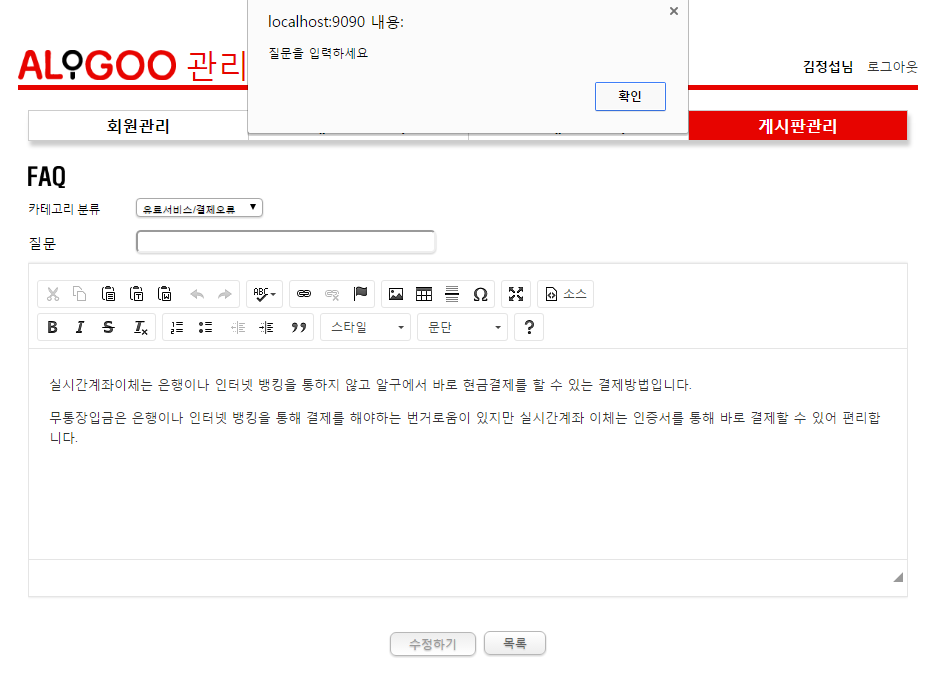 localhost:9090 내용:
질문을 입력하세요
확인
ALGOO 관리
김정섭님 로그아웃
회원관리
게시판관리
FAQ
카테고리 분류 유료서비스/결제오류
질문
ABC
소스
B I S Tx
스타일 문단 ?
실시간계좌이체는 은행이나 인터넷 뱅킹을 통하지 않고 알구에서 바로 현금결제를 할 수 있는 결제방법입니다.
무통장입금은 은행이나 인터넷 뱅킹을 통해 결제를 해야하는 번거로움이 있지만 실시간계좌 이체는 인증서를 통해 바로 결제할 수 있어 편리합
니다.
수정하기 목록